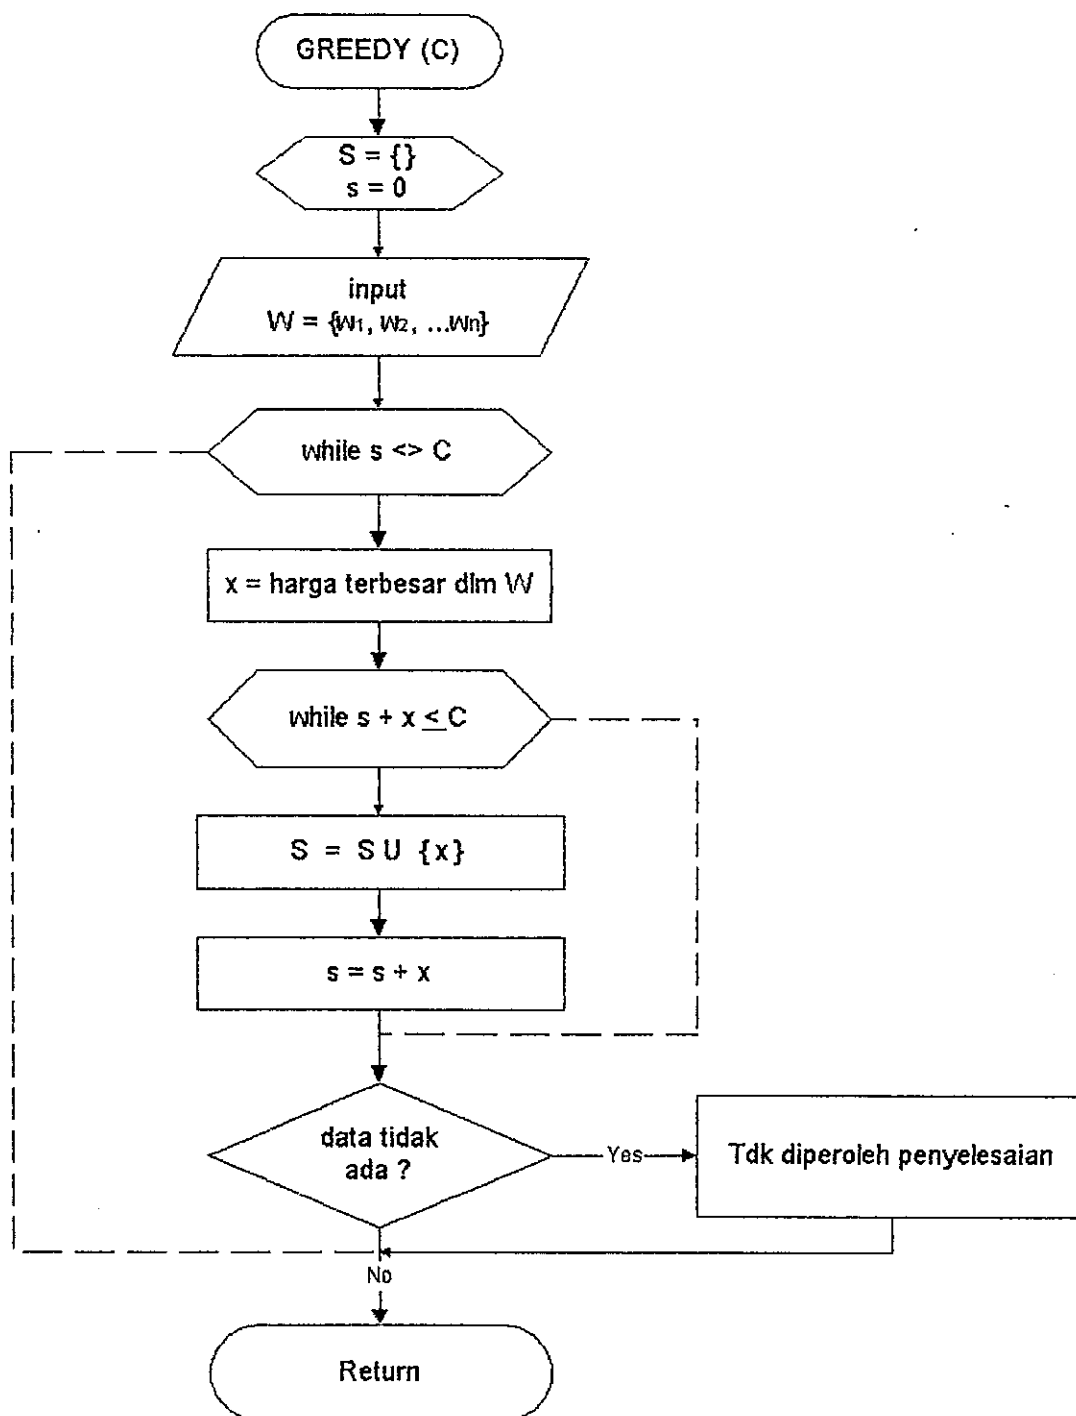 GREEDY (C)
S = {}
s = 0
input
W = {W1, W2, ...Wn}
while s <> C
x = harga terbesar dlm W
while s + x ≤ C
S = S U {x}
s = s + x
data tidak
ada ?
Yes
Tdk diperoleh penyelesaian
No
Return